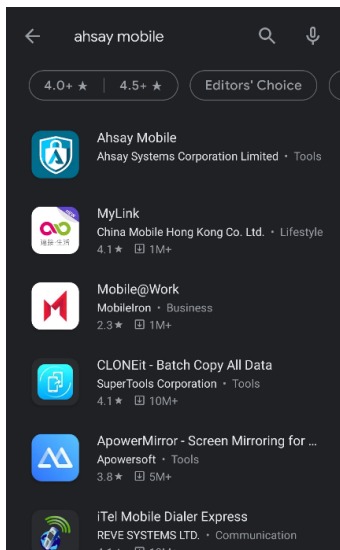 ahsay mobile
4.0+ ★ 4.5+ ★ Editors' Choice
Ahsay Mobile
Ahsay Systems Corporation Limited • Tools
MyLink
China Mobile Hong Kong Co. Ltd. • Lifestyle
4.1★ 1M+
Mobile@Work
MobileIron • Business
2.3★ 1M+
CLONEit - Batch Copy All Data
SuperTools Corporation • Tools
4.1★ 10M+
ApowerMirror - Screen Mirroring for ...
Apowersoft • Tools
3.8★ 5M+
iTel Mobile Dialer Express
REVE SYSTEMS LTD. • Communication